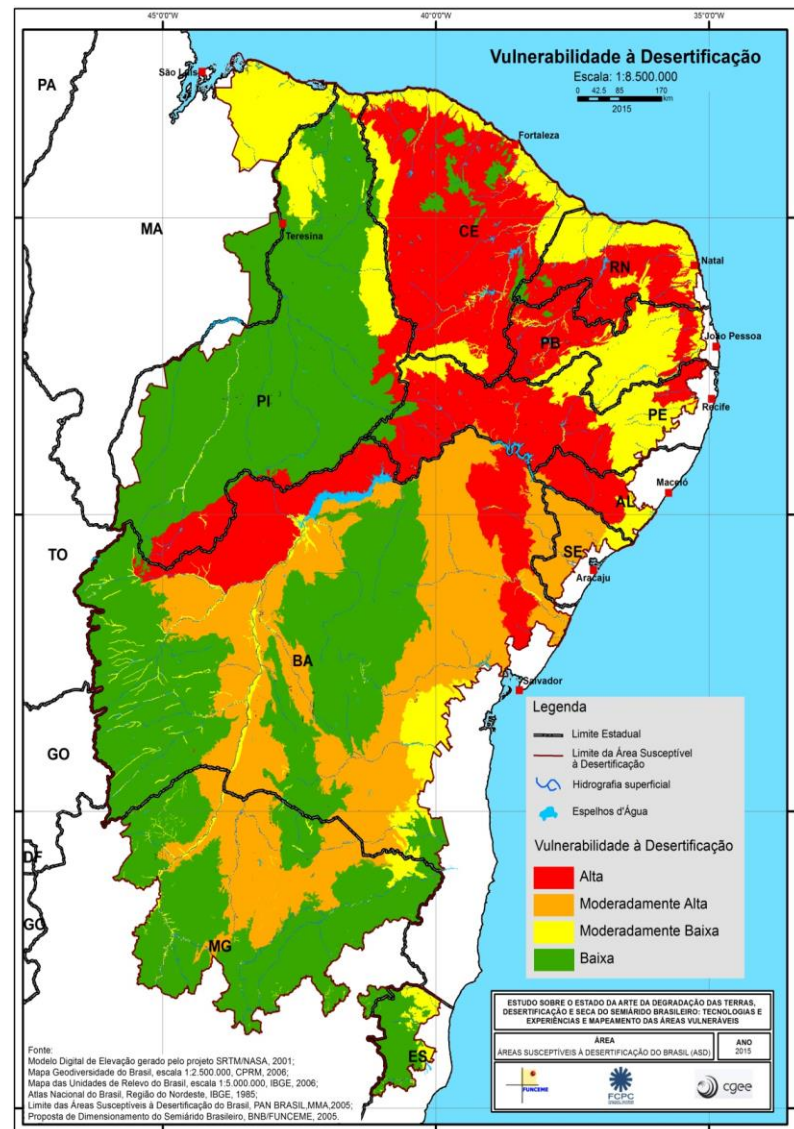 45°0'0"W
40°0'0"W
35°0'0"W
Vulnerabilidade à Desertificação
Escala: 1:8.500.000
0 42.5 85 170
km
2015
PA
São Luis
Fortaleza
MA
CE
Teresina
RN
Natal
João Pessoa
PB
PI
PE
Recife
Maceió
AL
TO
SE
Aracaju
BA
Salvador
GO
DF
GO
MG
ES
Legenda
Limite Estadual
Limite da Área Susceptível
à Desertificação
Hidrografia superficial
Espelhos d'Água
Vulnerabilidade à Desertificação
Alta
Moderadamente Alta
Moderadamente Baixa
Baixa
ESTUDO SOBRE O ESTADO DA ARTE DA DEGRADAÇÃO DAS TERRAS,
DESERTIFICAÇÃO E SECA DO SEMIÁRIDO BRASILEIRO: TECNOLOGIAS E
EXPERIÊNCIAS E MAPEAMENTO DAS ÁREAS VULNERÁVEIS
ÁREA
ÁREAS SUSCEPTÍVEIS À DESERTIFICAÇÃO DO BRASIL (ASD)
ANO
2015
FUNCEME
FCPC
cgee
Fonte:
Modelo Digital de Elevação gerado pelo projeto SRTM/NASA, 2001;
Mapa Geodiversidade do Brasil, escala 1:2.500.000, CPRM, 2006;
Mapa das Unidades de Relevo do Brasil, escala 1:5.000.000, IBGE, 2006;
Atlas Nacional do Brasil, Região do Nordeste, IBGE, 1985;
Limite das Áreas Susceptíveis à Desertificação do Brasil, PAN BRASIL,MMA,2005;
Proposta de Dimensionamento do Semiárido Brasileiro, BNB/FUNCEME, 2005.